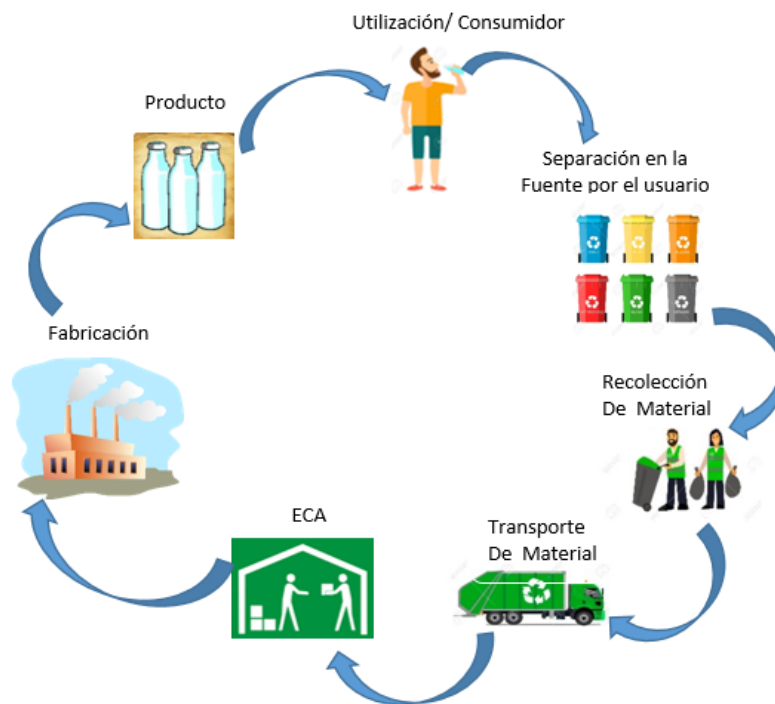 Utilización/ Consumidor
Producto
Separación en la
Fuente por el usuario
Fabricación
Recolección
De Material
ECA
Transporte
De Material